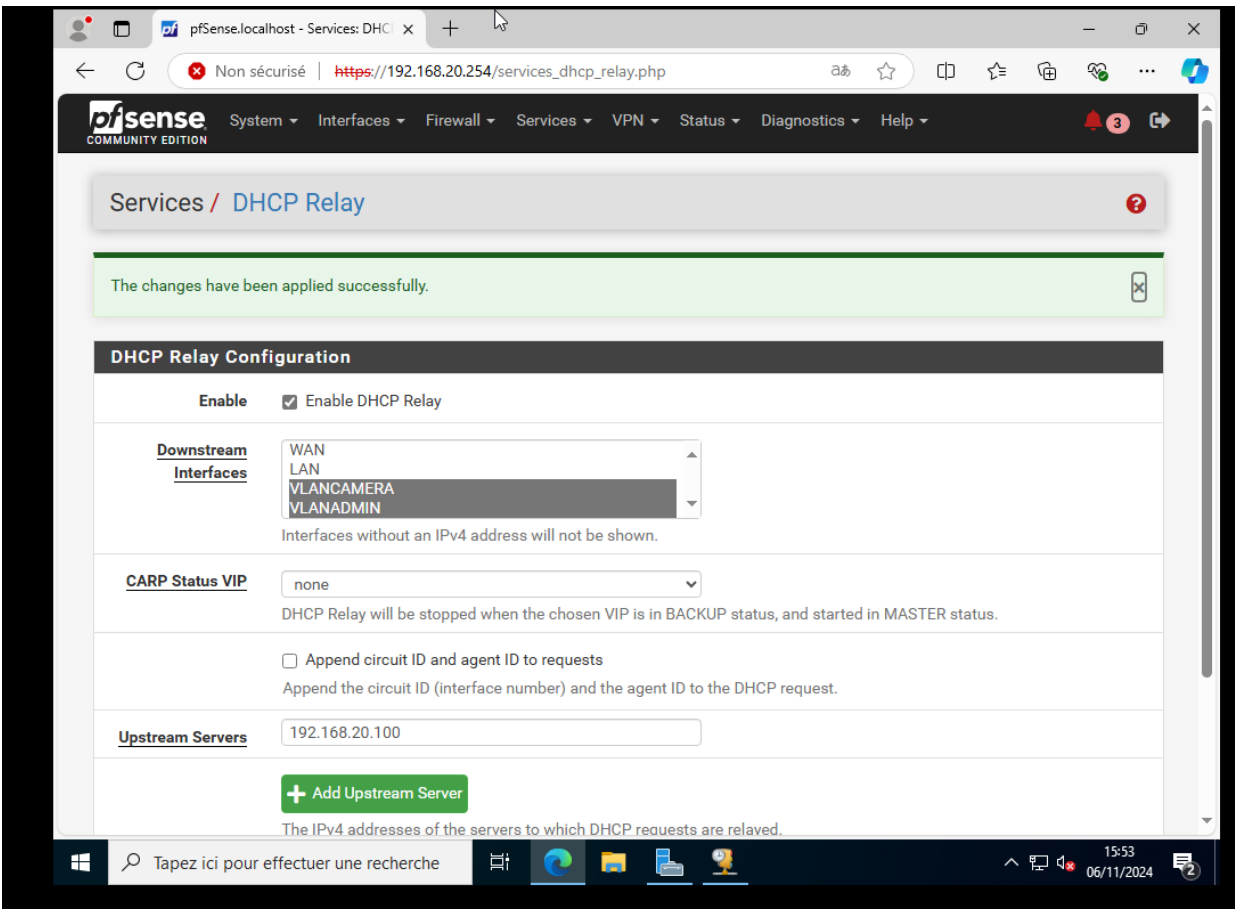 pfSense.localhost - Services: DHCP
Non sécurisé | https://192.168.20.254/services_dhcp_relay.php aあ
pfsense System Interfaces Firewall Services VPN Status Diagnostics Help 3
COMMUNITY EDITION
Services / DHCP Relay
The changes have been applied successfully.
DHCP Relay Configuration
Enable Enable DHCP Relay
Downstream Interfaces
WAN
LAN
VLANCAMERA
VLANADMIN
Interfaces without an IPv4 address will not be shown.
CARP Status VIP none
DHCP Relay will be stopped when the chosen VIP is in BACKUP status, and started in MASTER status.
Append circuit ID and agent ID to requests
Append the circuit ID (interface number) and the agent ID to the DHCP request.
Upstream Servers 192.168.20.100
Add Upstream Server
The IPv4 addresses of the servers to which DHCP requests are relayed.
Tapez ici pour effectuer une recherche
15:53
06/11/2024
2